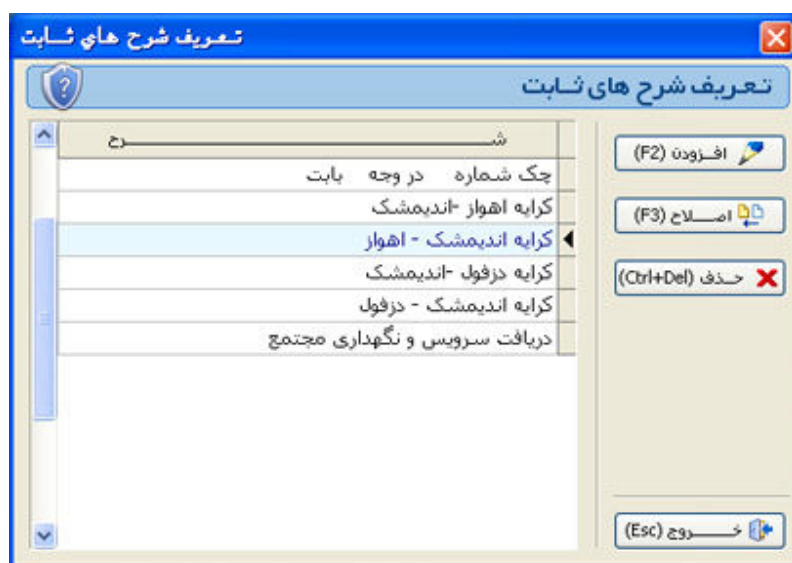 تعریف شرح های ثابت
تعریف شرح های ثابت
شرح
چک شماره در وجه بابت
کرایه اهواز -اندیمشک
کرایه اندیمشک - اهواز
کرایه دزفول -اندیمشک
کرایه اندیمشک - دزفول
دریافت سرویس و نگهداری مجتمع
افزودن (F2)
اصلاح (F3)
حذف (Ctrl+Del)
خروج (Esc)